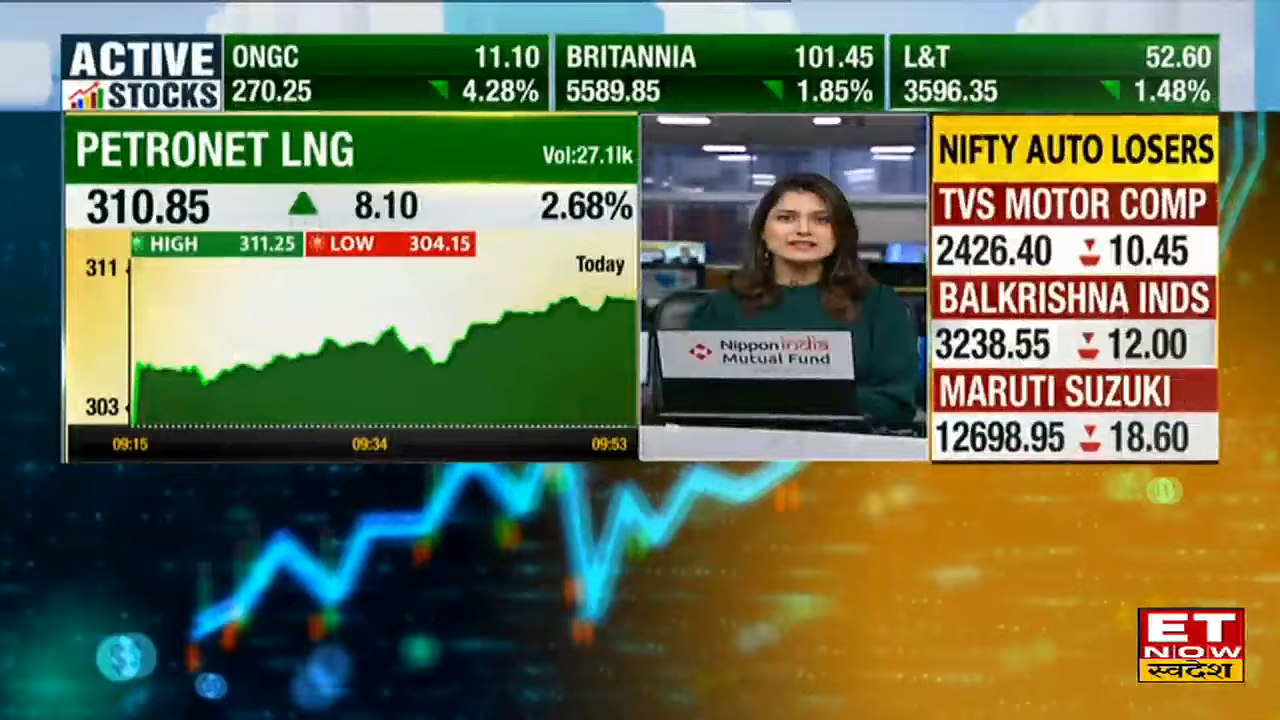 ACTIVE
STOCKS
ONGC 11.10
270.25 4.28%
BRITANNIA 101.45
5589.85 1.85%
L&T 52.60
3596.35 1.48%
PETRONET LNG Vol:27.1lk
310.85 8.10 2.68%
HIGH 311.25 LOW 304.15
Today
311
303
09:15 09:34 09:53
Nippon india
Mutual Fund
NIFTY AUTO LOSERS
TVS MOTOR COMP
2426.40 10.45
BALKRISHNA INDS
3238.55 12.00
MARUTI SUZUKI
12698.95 18.60
ET
NOW
स्वदेश